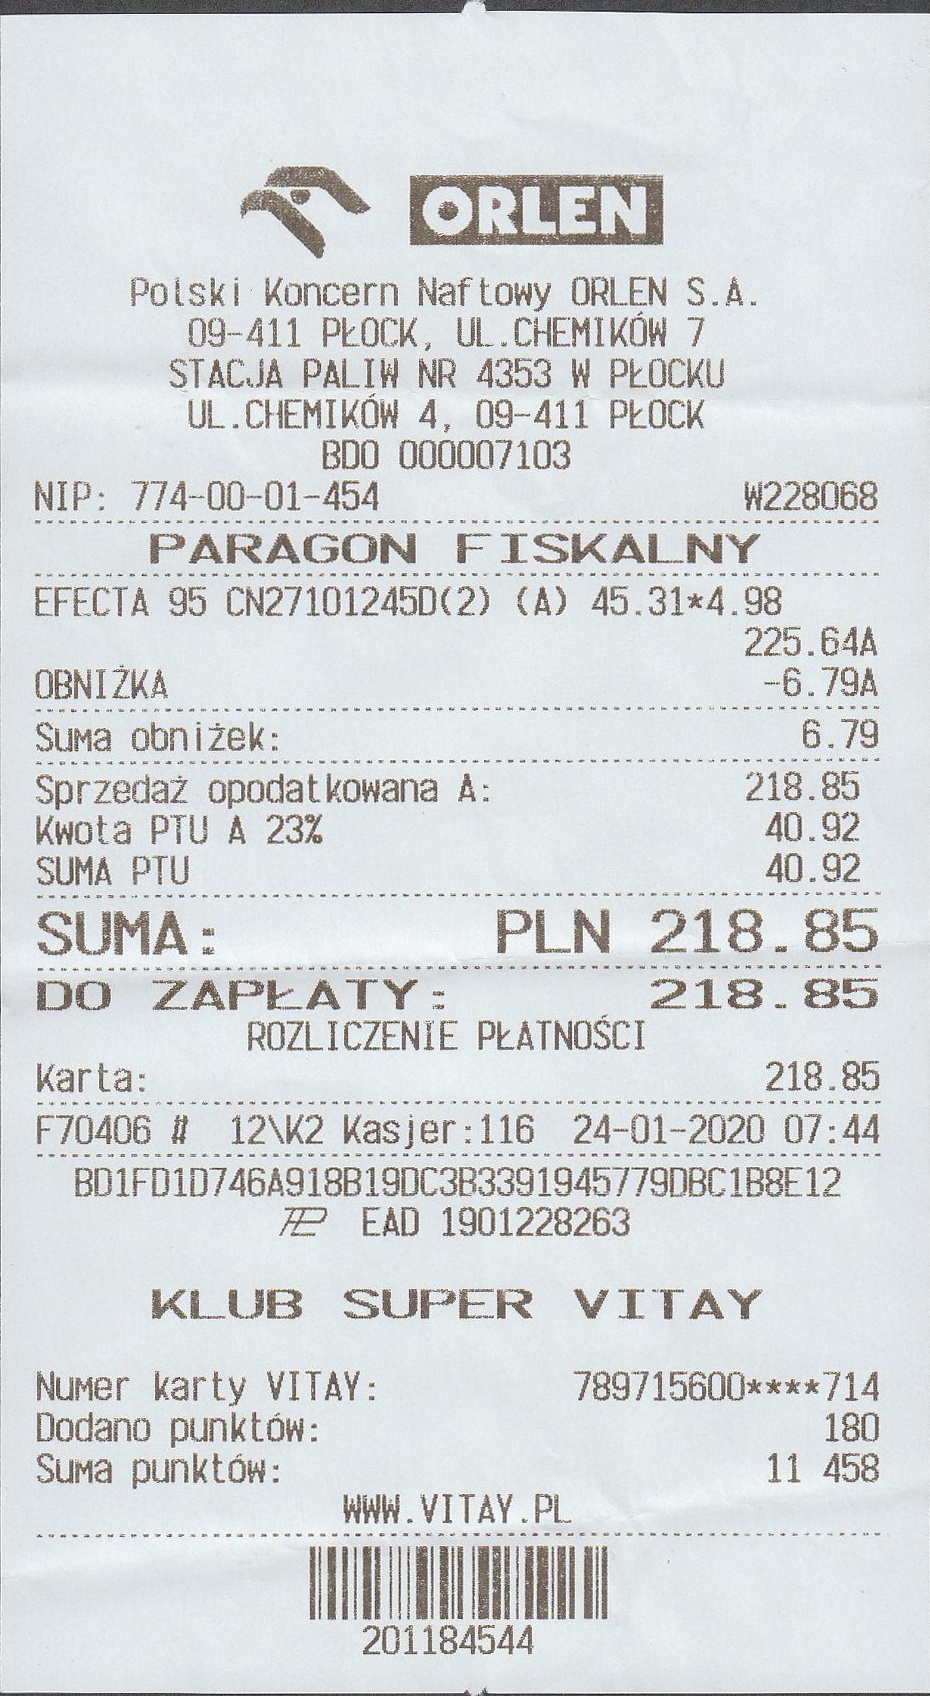 ORLEN
Polski Koncern Naftowy ORLEN S.A.
09-411 PŁOCK, UL.CHEMIKÓW 7
STACJA PALIW NR 4353 W PŁOCKU
UL.CHEMIKÓW 4, 09-411 PŁOCK
BDO 000007103
NIP: 774-00-01-454 W228068
PARAGON FISKALNY
EFECTA 95 CN27101245D(2) (A) 45.31*4.98
225.64A
OBNIŻKA -6.79A
Suma obniżek: 6.79
Sprzedaż opodatkowana A: 218.85
Kwota PTU A 23% 40.92
SUMA PTU 40.92
SUMA: PLN 218.85
DO ZAPŁATY: 218.85
ROZLICZENIE PŁATNOŚCI
Karta: 218.85
F70406 # 12\K2 Kasjer:116 24-01-2020 07:44
BD1FD1D746A918B19DC3B3391945779DBC1B8E12
EAD 1901228263
KLUB SUPER VITAY
Numer karty VITAY: 789715600****714
Dodano punktów: 180
Suma punktów: 11 458
WWW.VITAY.PL
201184544